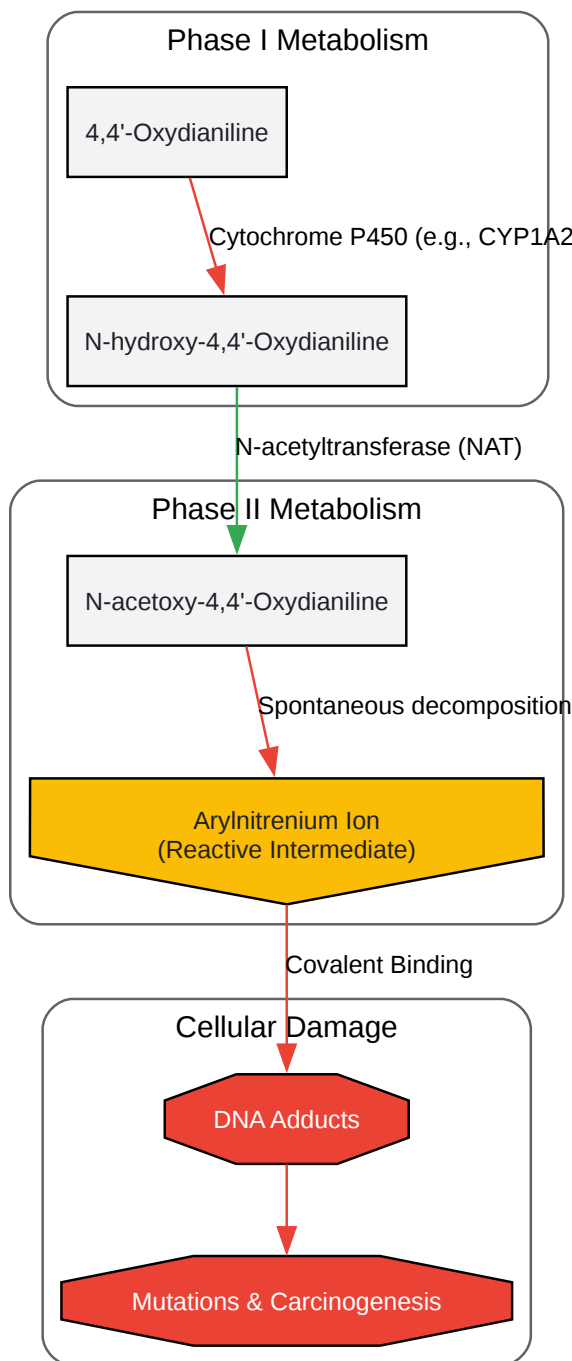 Phase I Metabolism
4,4'-Oxydianiline
Cytochrome P450 (e.g., CYP1A2
N-hydroxy-4,4'-Oxydianiline
N-acetyltransferase (NAT)
Phase II Metabolism
N-acetoxy-4,4'-Oxydianiline
Spontaneous decomposition
Arylnitrenium Ion
(Reactive Intermediate)
Covalent Binding
Cellular Damage
DNA Adducts
Mutations & Carcinogenesis